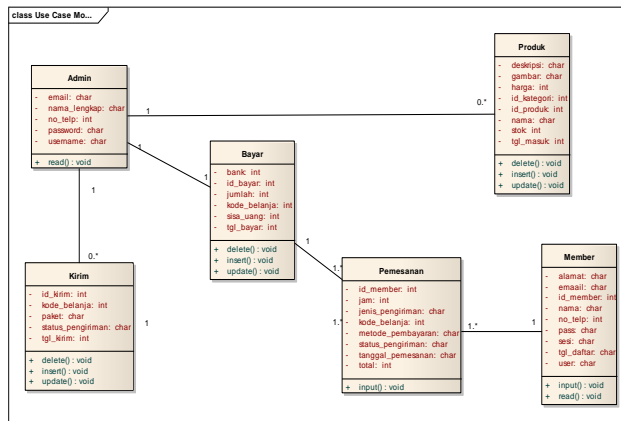 class Use Case Mo...
Admin
- email: char
- nama_lengkap: char
- no_telp: int
- password: char
- username: char
+ read() : void
Produk
- deskripsi: char
- gambar: char
- harga: int
- id_kategori: int
- id_produk: int
- nama: char
- stok: int
- tgl_masuk: int
+ delete() : void
+ insert() : void
+ update() : void
1
0..*
1
1
Bayar
- bank: int
- id_bayar: int
- jumlah: int
- kode_belanja: int
- sisa_uang: int
- tgl_bayar: int
+ delete() : void
+ insert() : void
+ update() : void
1
0..*
Kirim
- id_kirim: int
- kode_belanja: int
- paket: char
- status_pengiriman: char
- tgl_kirim: int
+ delete() : void
+ insert() : void
+ update() : void
1
1
1..*
1..*
Pemesanan
- id_member: int
- jam: int
- jenis_pengiriman: char
- kode_belanja: int
- metode_pembayaran: char
- status_pengiriman: char
- tanggal_pemesanan: char
- total: int
+ input() : void
1..*
1
Member
- alamat: char
- emaail: char
- id_member: int
- nama: char
- no_telp: int
- pass: char
- sesi: char
- tgl_daftar: char
- user: char
+ input() : void
+ read() : void